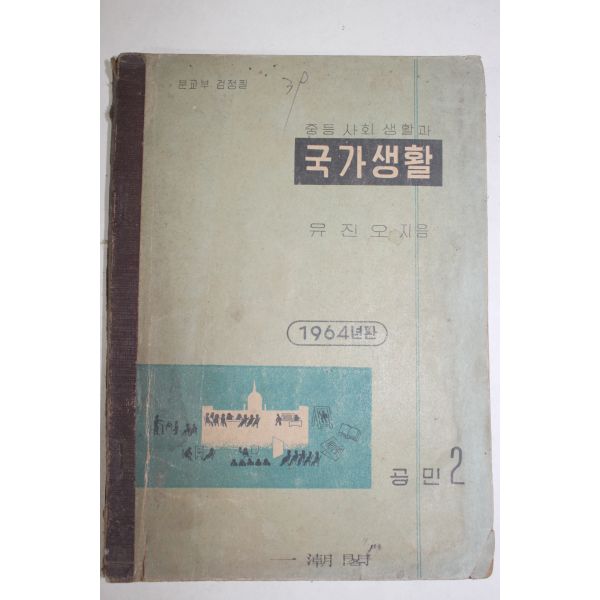 문교부 검정필
중등 사회 생활과
국가생활
유진오 지음
1964년판
공민 2
一潮閣